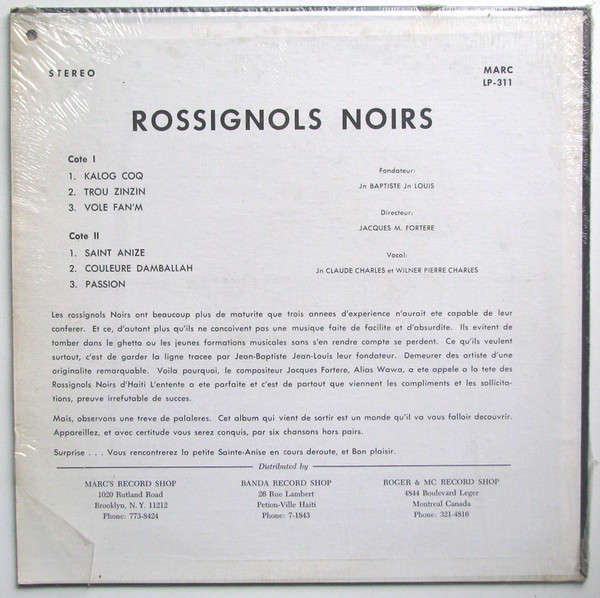 STEREO
MARC
LP-311
ROSSIGNOLS NOIRS
Cote I
1. KALOG COQ
2. TROU ZINZIN
3. VOLE FAN'M
Cote II
1. SAINT ANIZE
2. COULEURE DAMBALLAH
3. PASSION
Fondateur:
Jn BAPTISTE Jn LOUIS
Directeur:
JACQUES M. FORTERE
Vocal:
Jn CLAUDE CHARLES et WILNER PIERRE CHARLES
Les rossignols Noirs ont beaucoup plus de maturite que trois annees d'experience n'aurait ete capable de leur
conferer. Et ce, d'autant plus qu'ils ne concoivent pas une musique faite de facilite et d'absurdite. Ils evitent de
tomber dans le ghetto ou les jeunes formations musicales sans s'en rendre compte se perdent. Ce qu'ils veulent
surtout, c'est de garder la ligne tracee par Jean-Baptiste Jean-Louis leur fondateur. Demeurer des artiste d'une
originalite remarquable. Voila pourquoi, le compositeur Jacques Fortere, Alias Wawa, a ete appele a la tete des
Rossignols Noirs d'Haiti L'entente a ete parfaite et c'est de partout que viennent les compliments et les sollicita-
tions, preuve irrefutable de succes.
Mais, observons une treve de palaleres. Cet album qui vient de sortir est un monde qu'il va vous falloir decouvrir.
Appareillez, et avec certitude vous serez conquis, par six chansons hors pairs.
Surprise . . . Vous rencontrerez la petite Sainte-Anise en cours deroute, et Bon plaisir.
Distributed by
MARC'S RECORD SHOP
1020 Rutland Road
Brooklyn, N. Y. 11212
Phone: 773-8424
BANDA RECORD SHOP
26 Rue Lambert
Petion-Ville Haiti
Phone: 7-1843
ROGER & MC RECORD SHOP
4844 Boulevard Leger
Montreal Canada
Phone: 321-4816